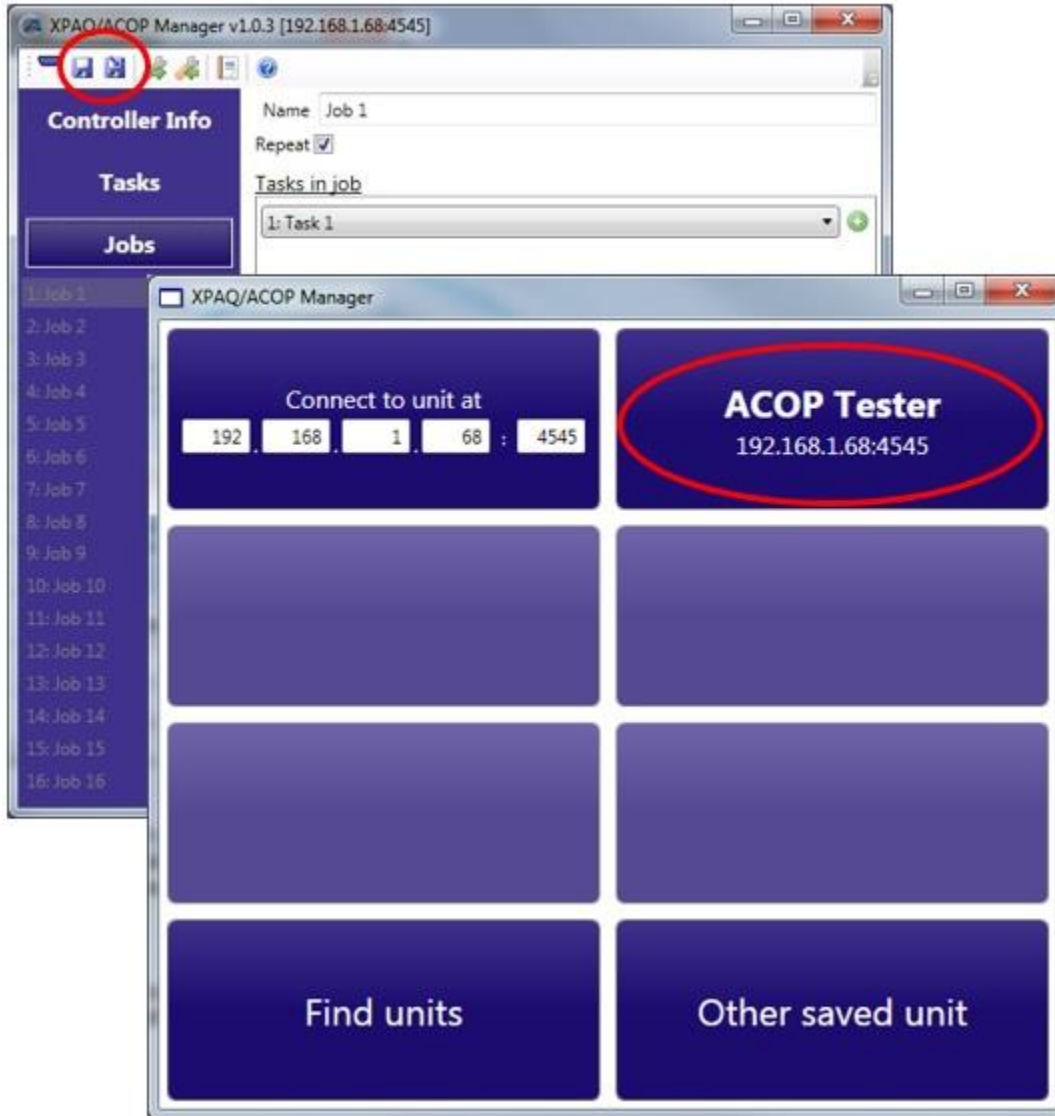 XPAQ/ACOP Manager v1.0.3 [192.168.1.68:4545]
Controller Info
Name Job 1
Repeat
Tasks
Tasks in job
1: Task 1
Jobs
1: Job 1
2: Job 2
3: Job 3
4: Job 4
5: Job 5
6: Job 6
7: Job 7
8: Job 8
9: Job 9
10: Job 10
11: Job 11
12: Job 12
13: Job 13
14: Job 14
15: Job 15
16: Job 16
XPAQ/ACOP Manager
Connect to unit at
192 . 168 . 1 . 68 : 4545
ACOP Tester
192.168.1.68:4545
Find units
Other saved unit